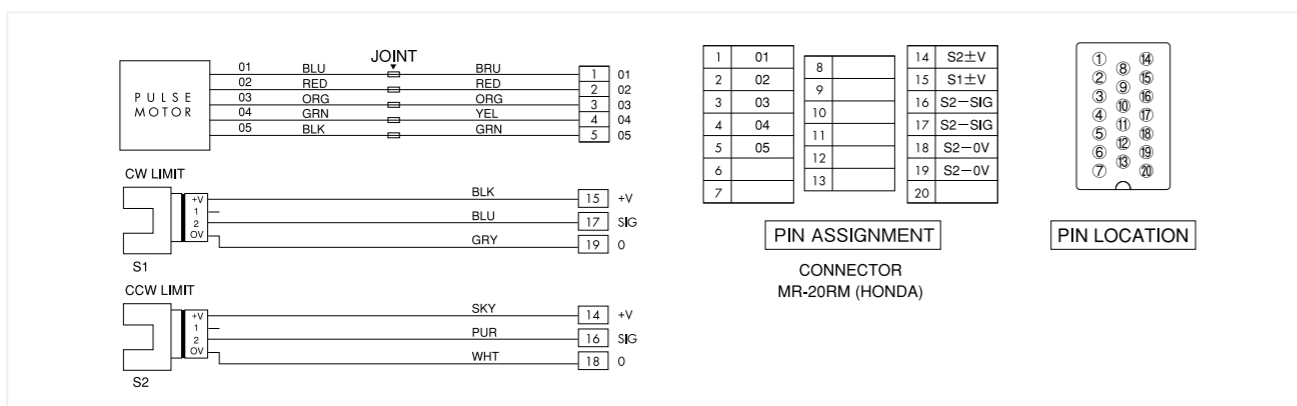 JOINT
PULSE
MOTOR
01 BLU BRU 1 01
02 RED RED 2 02
03 ORG ORG 3 03
04 GRN YEL 4 04
05 BLK GRN 5 05
CW LIMIT
+V BLK 15 +V
1
2 BLU 17 SIG
OV GRY 19 0
S1
CCW LIMIT
+V SKY 14 +V
1
2 PUR 16 SIG
OV WHT 18 0
S2
1 01
2 02
3 03
4 04
5 05
6
7
8
9
10
11
12
13
14 S2±V
15 S1±V
16 S2−SIG
17 S2−SIG
18 S2−0V
19 S2−0V
20
PIN ASSIGNMENT
CONNECTOR
MR-20RM (HONDA)
① ⑧ ⑭
② ⑨ ⑮
③ ⑩ ⑯
④ ⑪ ⑰
⑤ ⑫ ⑱
⑥ ⑬ ⑲
⑦ ⑳
PIN LOCATION